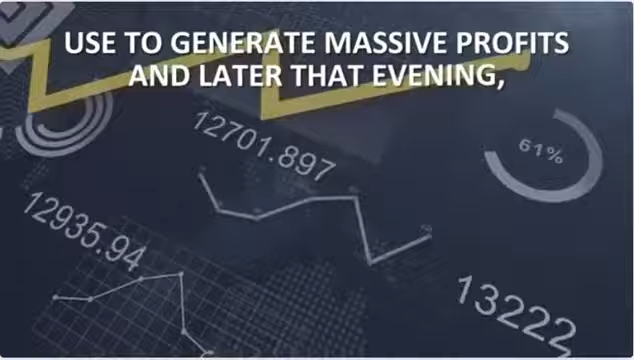 USE TO GENERATE MASSIVE PROFITS
AND LATER THAT EVENING,
12701.897
61%
12935.94
13222